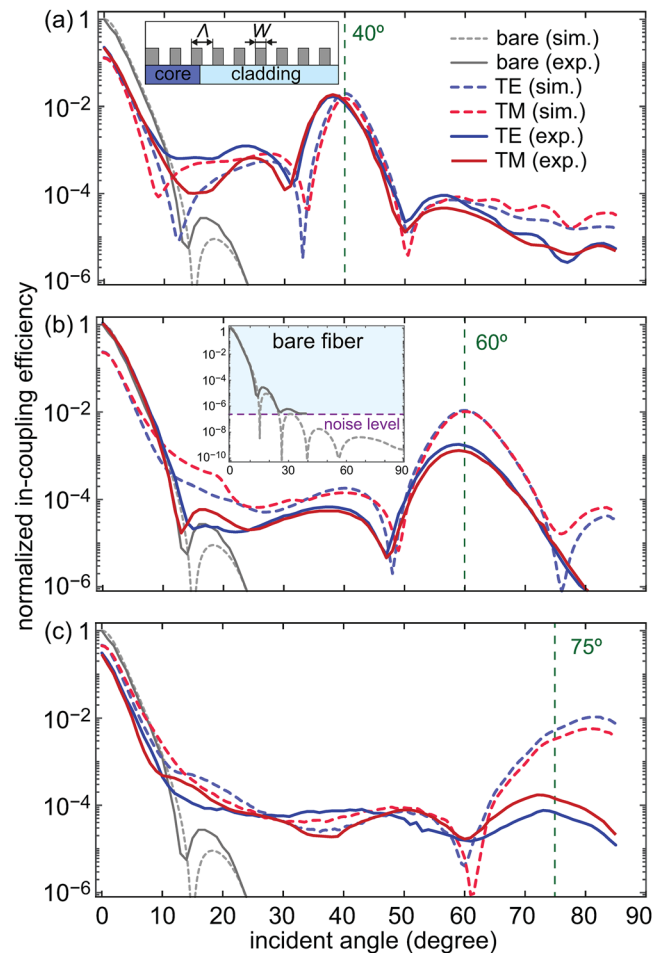 (a)
Λ
W
core
cladding
40º
bare (sim.)
bare (exp.)
TE (sim.)
TM (sim.)
TE (exp.)
TM (exp.)
1
10⁻²
10⁻⁴
10⁻⁶
normalized in-coupling efficiency
(b)
60º
bare fiber
noise level
1
10⁻²
10⁻⁴
10⁻⁶
10⁻⁸
10⁻¹⁰
0 30 60 90
1
10⁻²
10⁻⁴
10⁻⁶
(c)
75º
1
10⁻²
10⁻⁴
10⁻⁶
0 10 20 30 40 50 60 70 80 90
incident angle (degree)